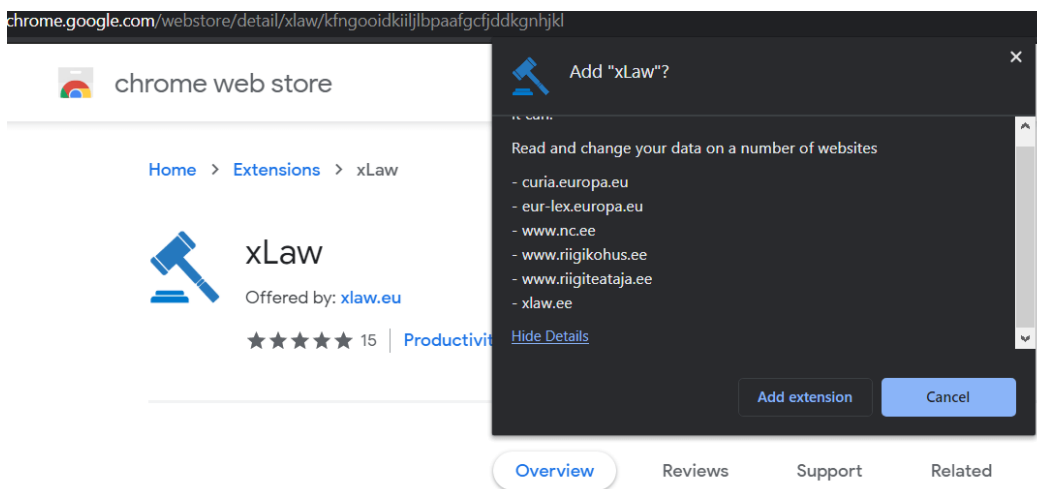 chrome.google.com/webstore/detail/xlaw/kfngooidkiiljlbpaafgcfjddkgnhjkl
chrome web store
Home > Extensions > xLaw
xLaw
Offered by: xlaw.eu
★★★★★ 15 | Productivit
Add "xLaw"?
It can:
Read and change your data on a number of websites
- curia.europa.eu
- eur-lex.europa.eu
- www.nc.ee
- www.riigikohus.ee
- www.riigiteataja.ee
- xlaw.ee
Hide Details
Add extension Cancel
Overview Reviews Support Related